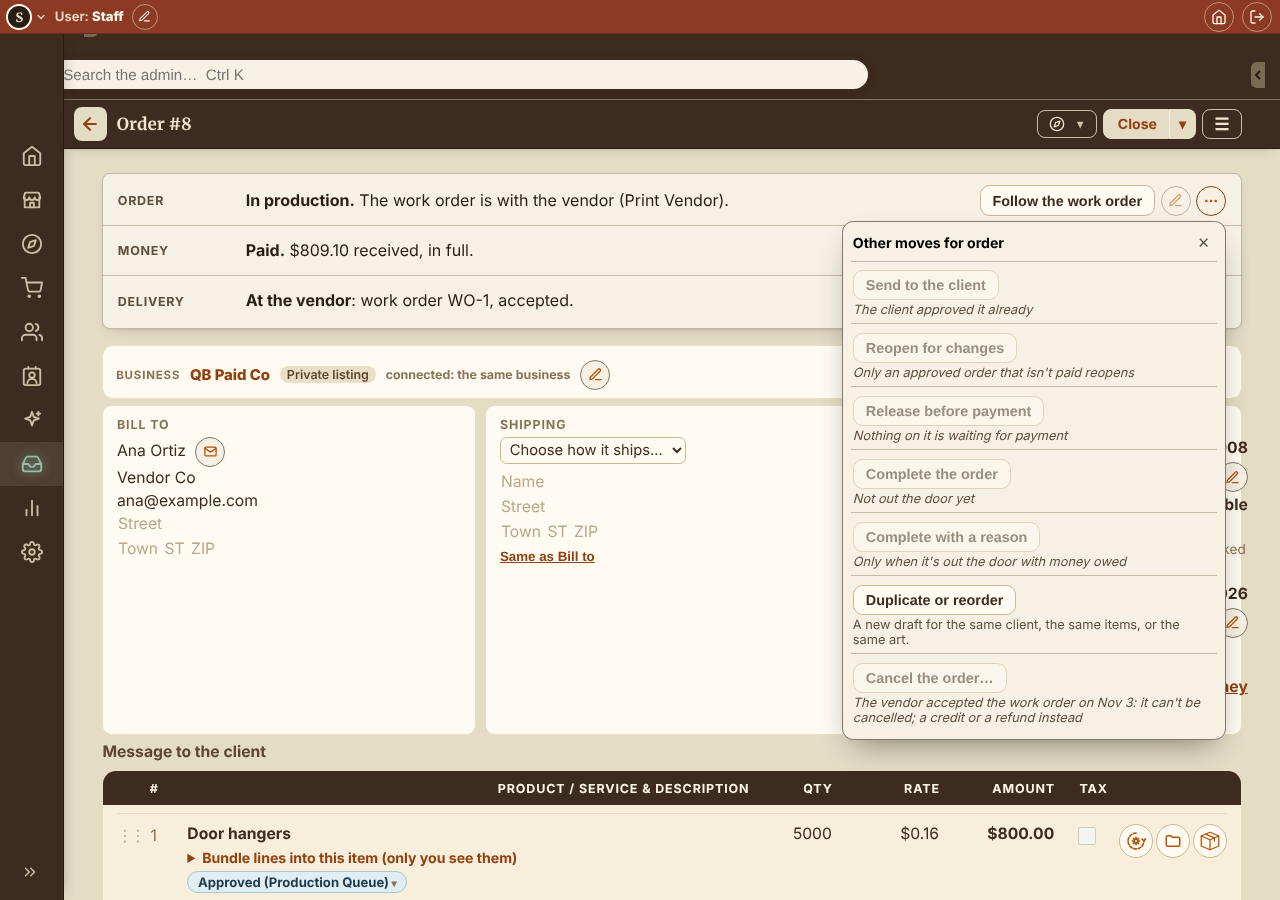 S User: Staff
Search the admin… Ctrl K
Order #8
Close
ORDER In production. The work order is with the vendor (Print Vendor). Follow the work order
MONEY Paid. $809.10 received, in full.
DELIVERY At the vendor: work order WO-1, accepted.
Other moves for order ×
Send to the client
The client approved it already
Reopen for changes
Only an approved order that isn't paid reopens
Release before payment
Nothing on it is waiting for payment
Complete the order
Not out the door yet
Complete with a reason
Only when it's out the door with money owed
Duplicate or reorder
A new draft for the same client, the same items, or the
same art.
Cancel the order…
The vendor accepted the work order on Nov 3: it can't be
cancelled; a credit or a refund instead
BUSINESS QB Paid Co Private listing connected: the same business
BILL TO
Ana Ortiz
Vendor Co
ana@example.com
Street
Town ST ZIP
SHIPPING
Choose how it ships...
Name
Street
Town ST ZIP
Same as Bill to
Message to the client
# PRODUCT / SERVICE & DESCRIPTION QTY RATE AMOUNT TAX
1 Door hangers 5000 $0.16 $800.00
Bundle lines into this item (only you see them)
Approved (Production Queue)